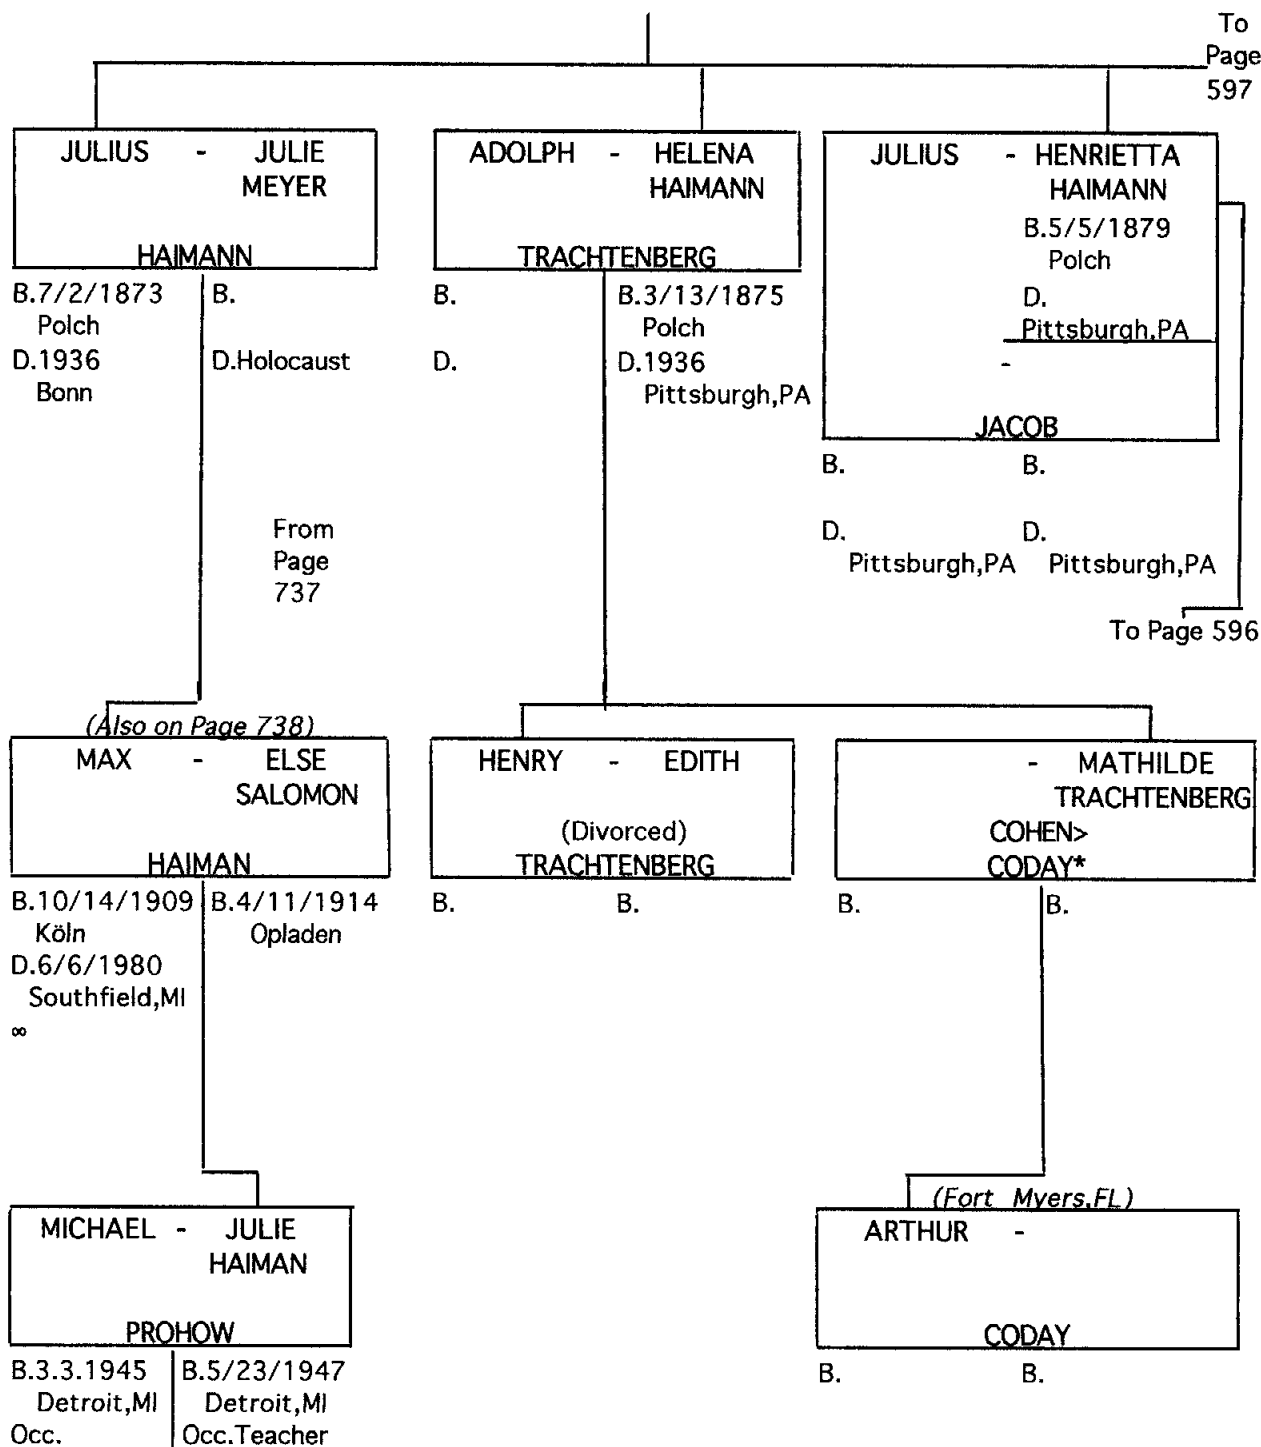 To
Page
597
JULIUS - JULIE
MEYER
HAIMANN
B.7/2/1873 B.
Polch
D.1936 D.Holocaust
Bonn
From
Page
737
ADOLPH - HELENA
HAIMANN
TRACHTENBERG
B. B.3/13/1875
Polch
D. D.1936
Pittsburgh,PA
JULIUS - HENRIETTA
HAIMANN
B.5/5/1879
Polch
D.
Pittsburgh,PA
-
JACOB
B. B.
D. D.
Pittsburgh,PA Pittsburgh,PA
To Page 596
(Also on Page 738)
MAX - ELSE
SALOMON
HAIMAN
B.10/14/1909 B.4/11/1914
Köln Opladen
D.6/6/1980
Southfield,MI
∞
HENRY - EDITH
(Divorced)
TRACHTENBERG
B. B.
- MATHILDE
TRACHTENBERG
COHEN>
CODAY*
B. B.
MICHAEL - JULIE
HAIMAN
PROHOW
B.3.3.1945 B.5/23/1947
Detroit,MI Detroit,MI
Occ. Occ.Teacher
(Fort Myers,FL)
ARTHUR -
CODAY
B. B.